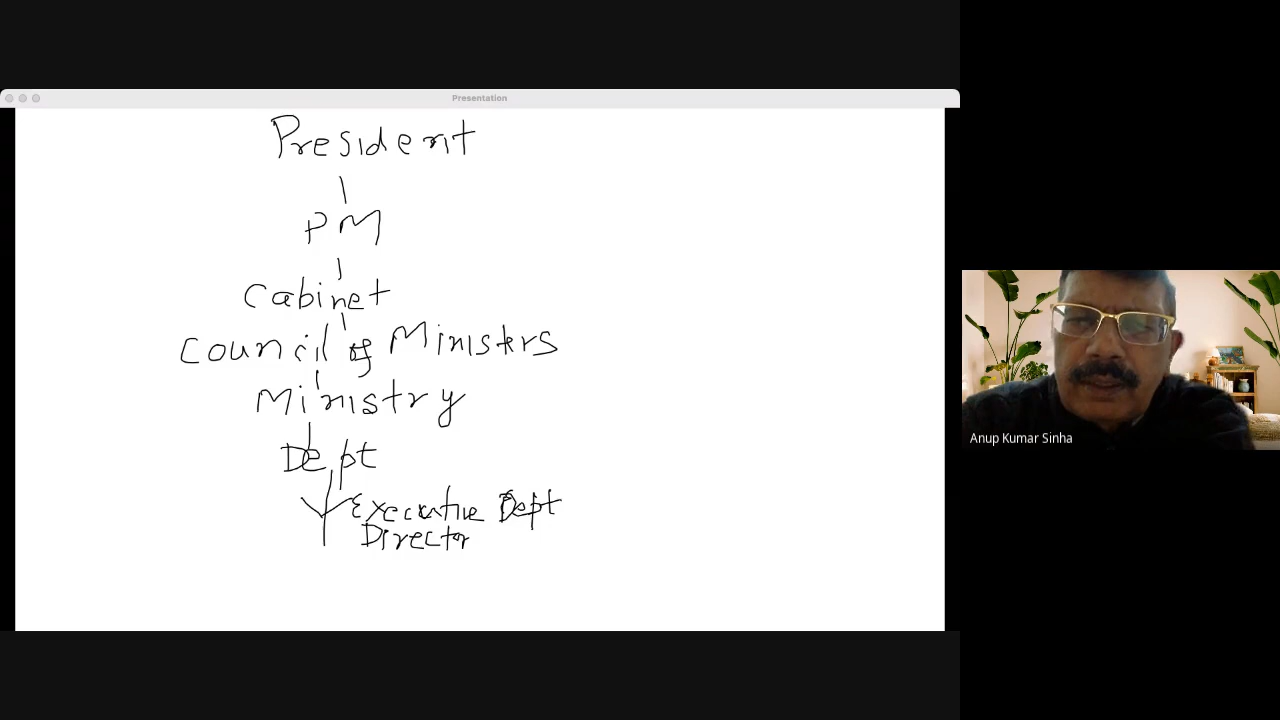 Presentation
President
PM
Cabinet
Council of Ministers
Ministry
Dept
Executive Dept
Director
Anup Kumar Sinha